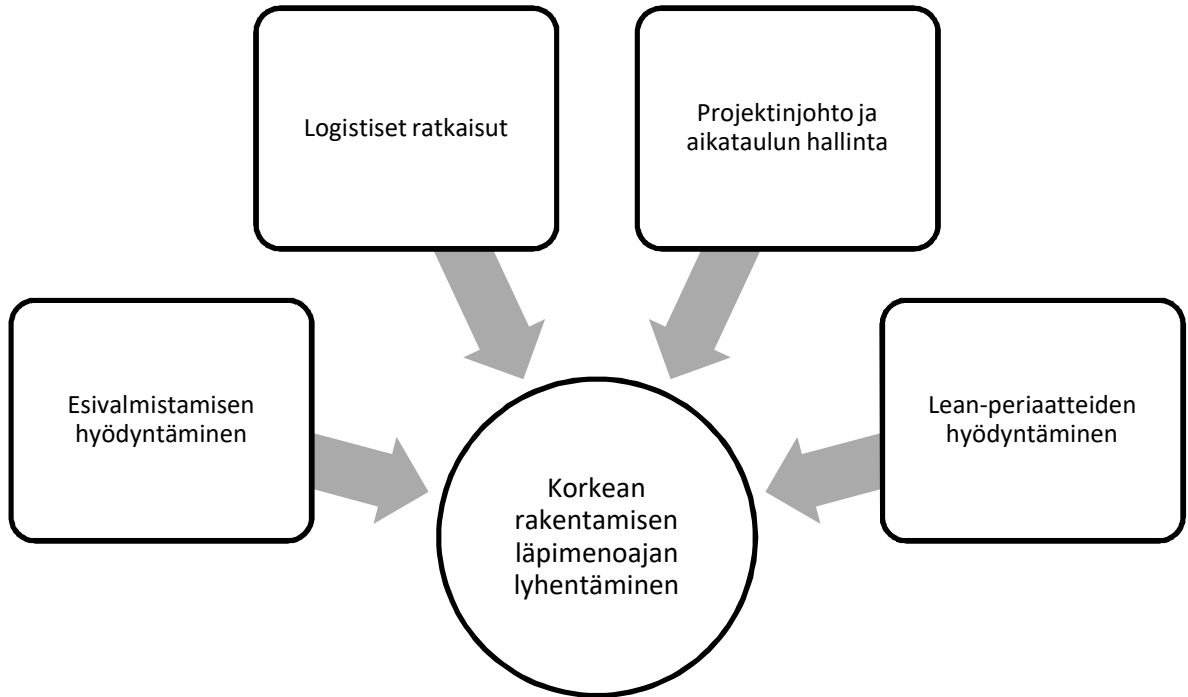 Logistiset ratkaisut
Projektinjohto ja
aikataulun hallinta
Esivalmistamisen
hyödyntäminen
Lean-periaatteiden
hyödyntäminen
Korkean
rakentamisen
läpimenoajan
lyhentäminen